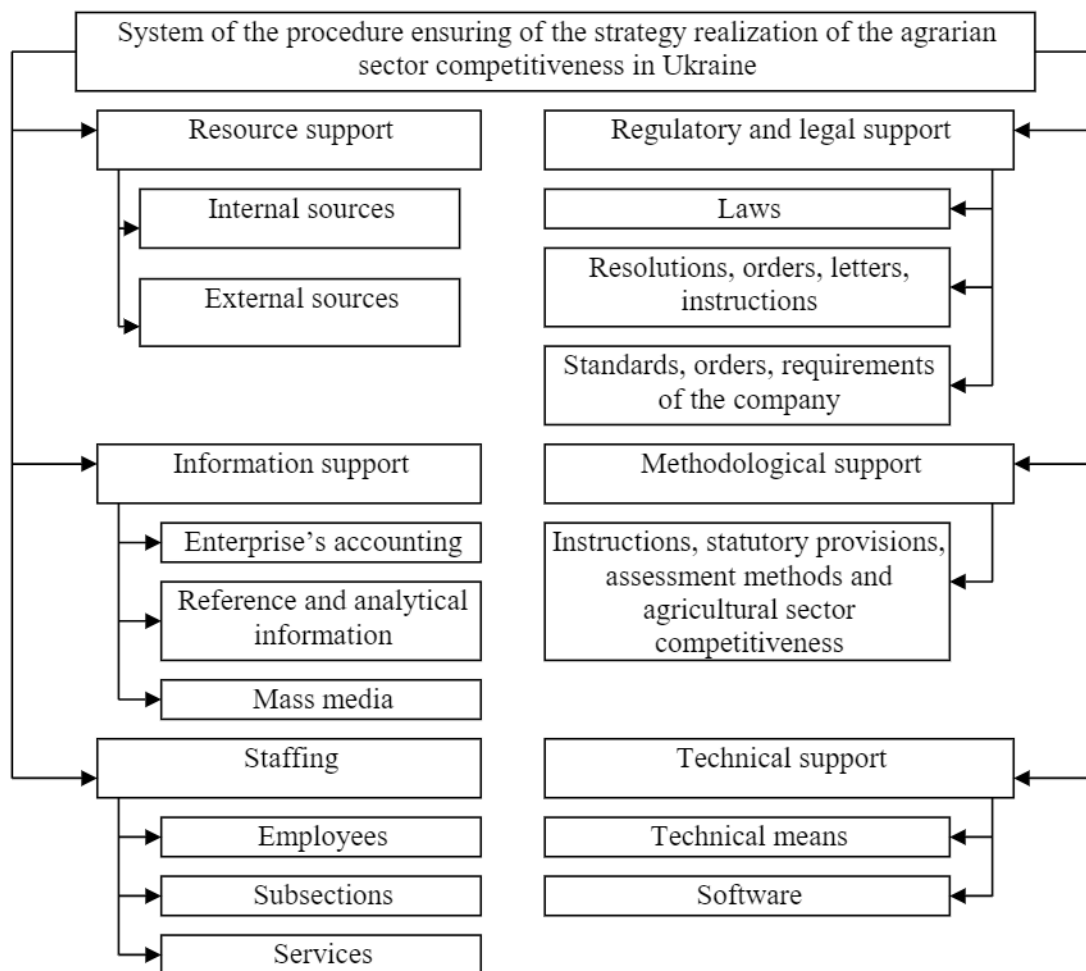 System of the procedure ensuring of the strategy realization of the agrarian
sector competitiveness in Ukraine
Resource support
Internal sources
External sources
Regulatory and legal support
Laws
Resolutions, orders, letters,
instructions
Standards, orders, requirements
of the company
Information support
Enterprise’s accounting
Reference and analytical
information
Mass media
Methodological support
Instructions, statutory provisions,
assessment methods and
agricultural sector
competitiveness
Staffing
Employees
Subsections
Services
Technical support
Technical means
Software